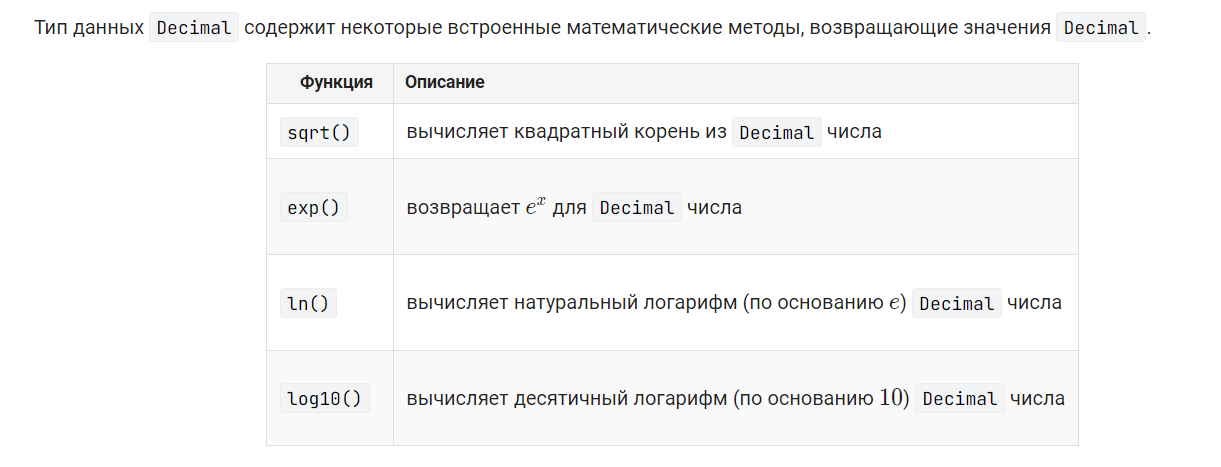 Тип данных Decimal содержит некоторые встроенные математические методы, возвращающие значения Decimal.
Функция Описание
sqrt() вычисляет квадратный корень из Decimal числа
exp() возвращает eˣ для Decimal числа
ln() вычисляет натуральный логарифм (по основанию e) Decimal числа
log10() вычисляет десятичный логарифм (по основанию 10) Decimal числа